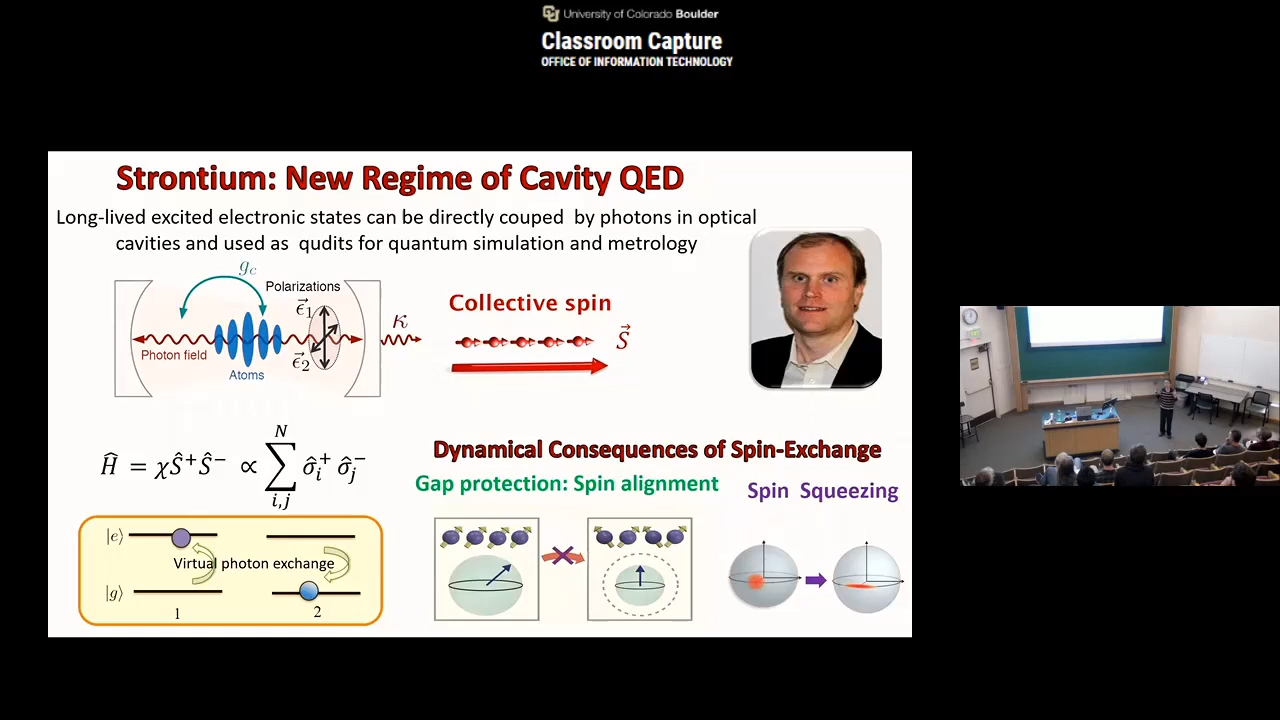 University of Colorado Boulder
Classroom Capture
OFFICE OF INFORMATION TECHNOLOGY
Strontium: New Regime of Cavity QED
Long-lived excited electronic states can be directly couped by photons in optical
cavities and used as qudits for quantum simulation and metrology
g_c
Polarizations
ϵ⃗_1
κ
Photon field
ϵ⃗_2
Atoms
Collective spin
S⃗
Ĥ = χŜ⁺Ŝ⁻ ∝ ∑_{i,j}^{N} σ̂_i^+ σ̂_j^-
|e⟩
Virtual photon exchange
|g⟩
1
2
Dynamical Consequences of Spin-Exchange
Gap protection: Spin alignment
Spin Squeezing